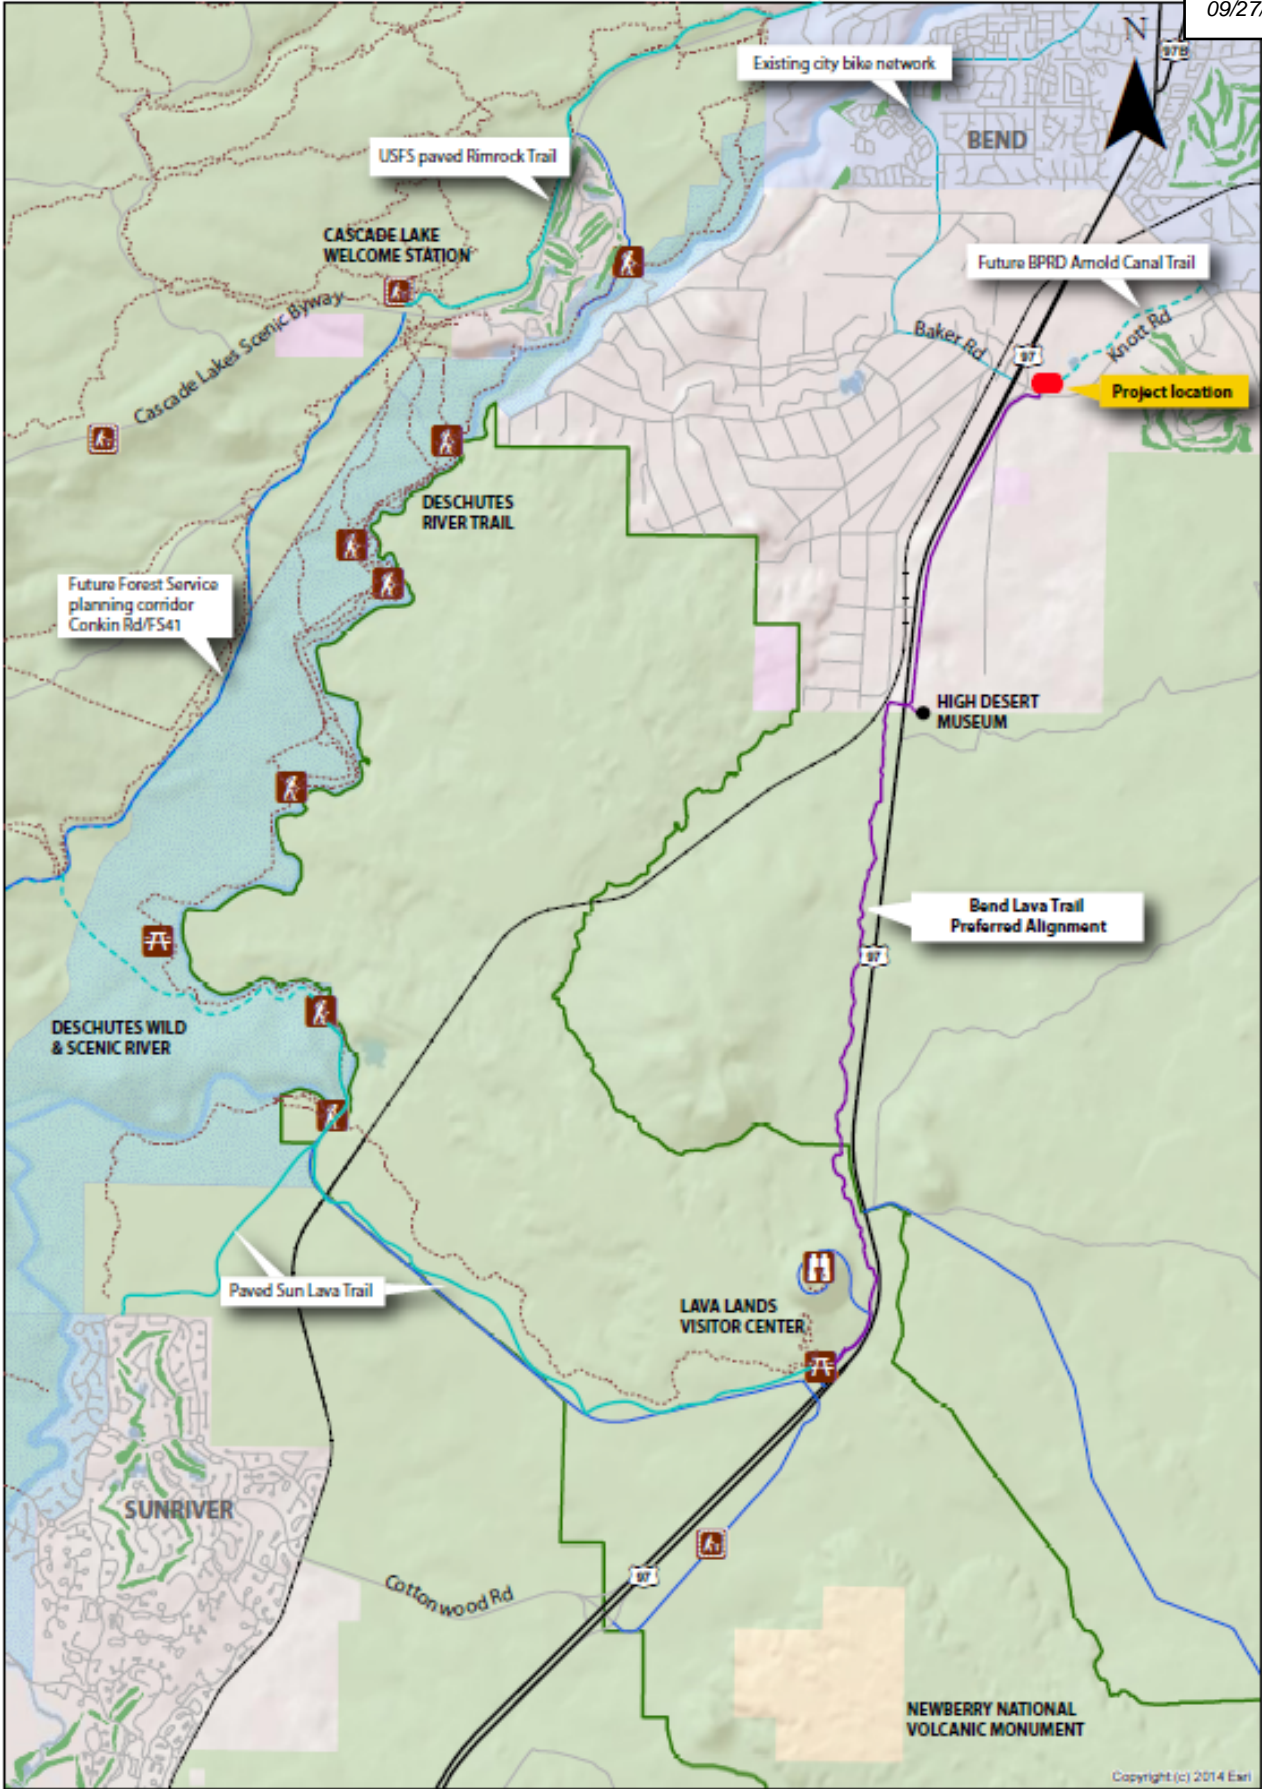 09/27/
N
97B
Existing city bike network
BEND
USFS paved Rimrock Trail
CASCADE LAKE
WELCOME STATION
Future BPRD Arnold Canal Trail
Cascade Lakes Scenic Byway
Baker Rd
Knott Rd
97
Project location
DESCHUTES
RIVER TRAIL
Future Forest Service
planning corridor
Conkin Rd/FS41
HIGH DESERT
MUSEUM
Bend Lava Trail
Preferred Alignment
97
DESCHUTES WILD
& SCENIC RIVER
Paved Sun Lava Trail
LAVA LANDS
VISITOR CENTER
SUNRIVER
97
Cottonwood Rd
NEWBERRY NATIONAL
VOLCANIC MONUMENT
Copyright:(c) 2014 Esri